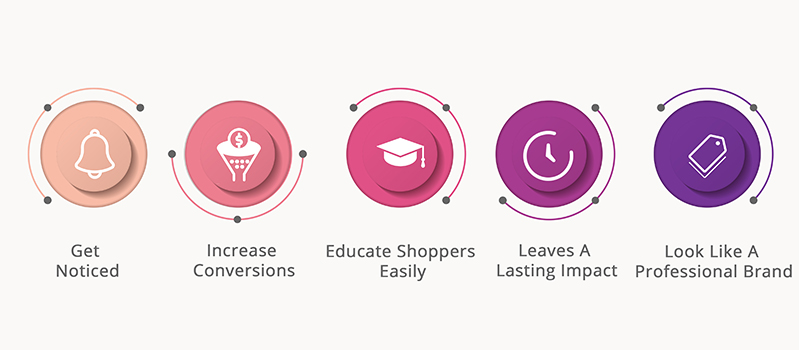 Get
Noticed
Increase
Conversions
Educate Shoppers
Easily
Leaves A
Lasting Impact
Look Like A
Professional Brand
$